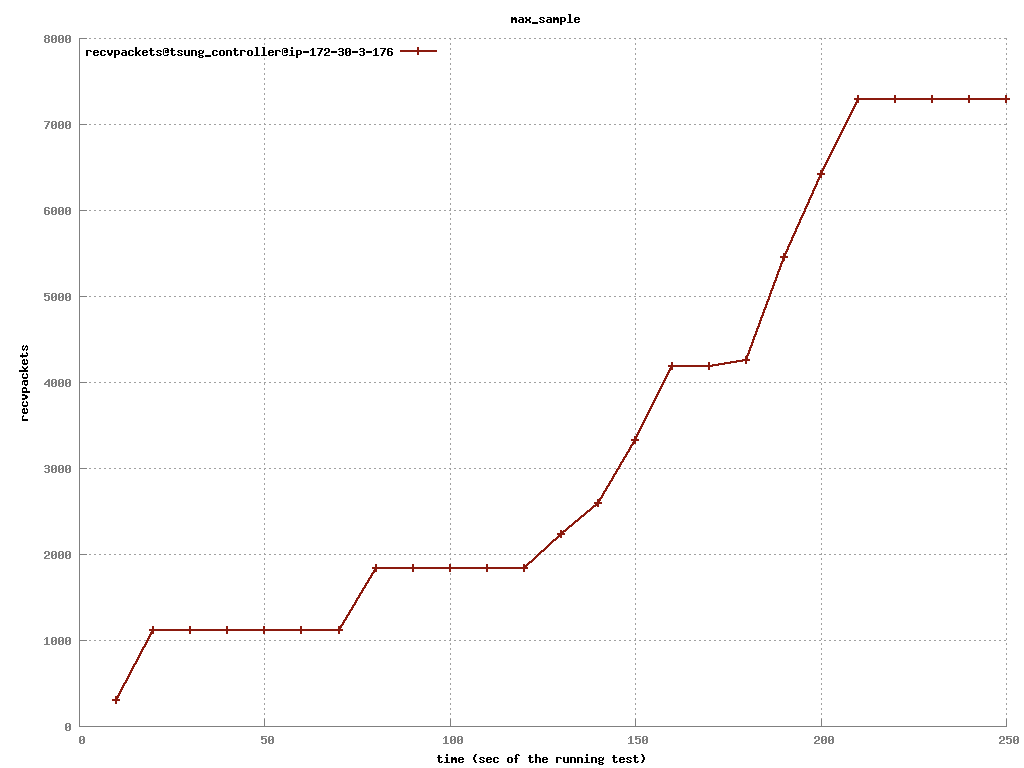 max_sample
recvpackets@tsung_controller@ip-172-30-3-176
8000
7000
6000
5000
4000
3000
2000
1000
0
recvpackets
0 50 100 150 200 250
time (sec of the running test)